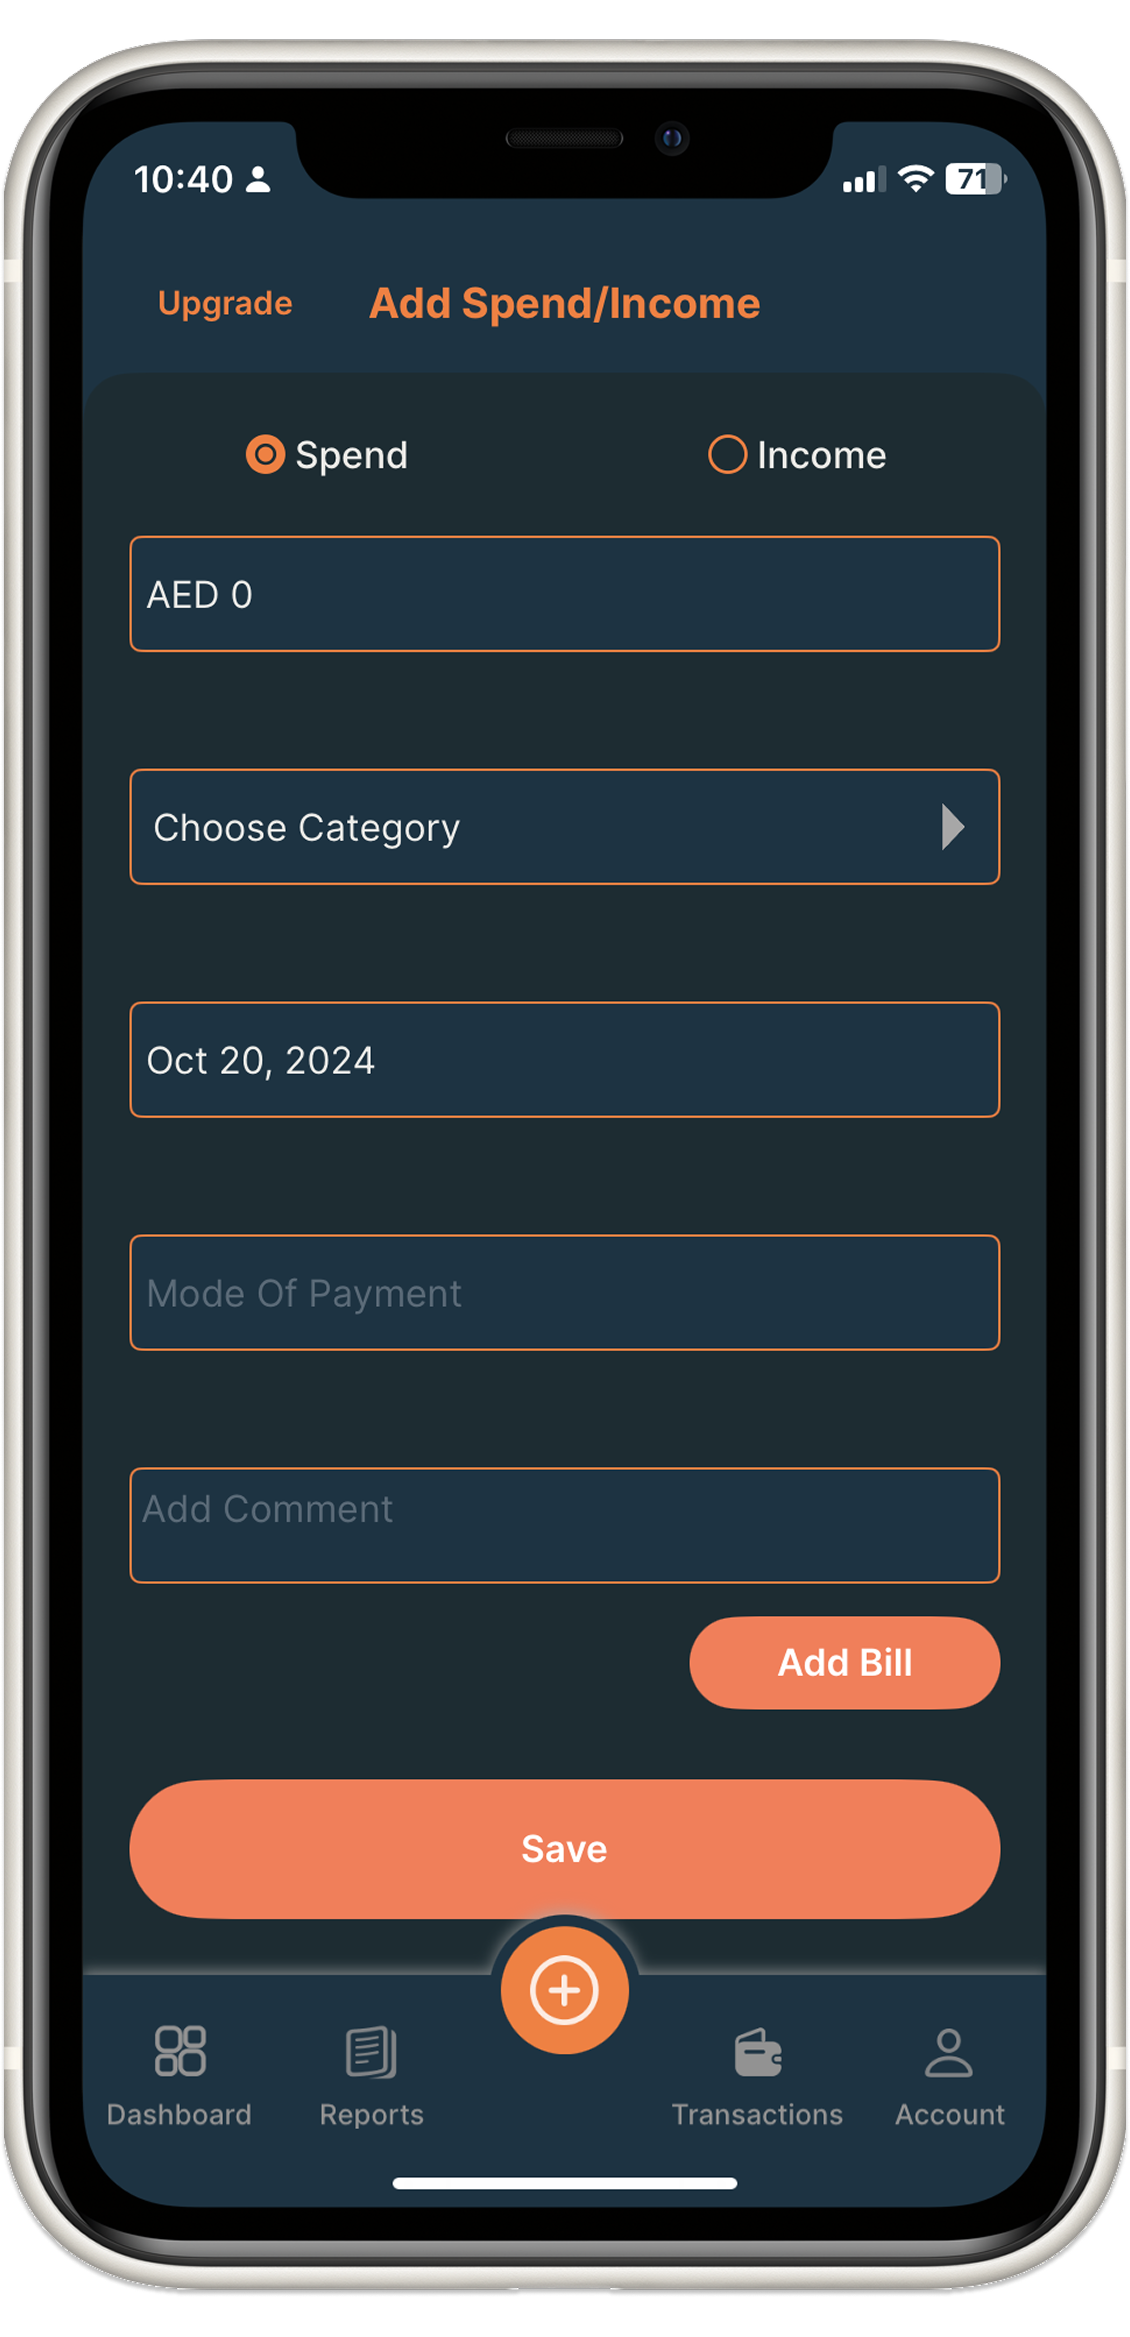 10:40
71
Upgrade
Add Spend/Income
Spend
Income
AED 0
Choose Category
Oct 20, 2024
Mode Of Payment
Add Comment
Add Bill
Save
Dashboard
Reports
Transactions
Account